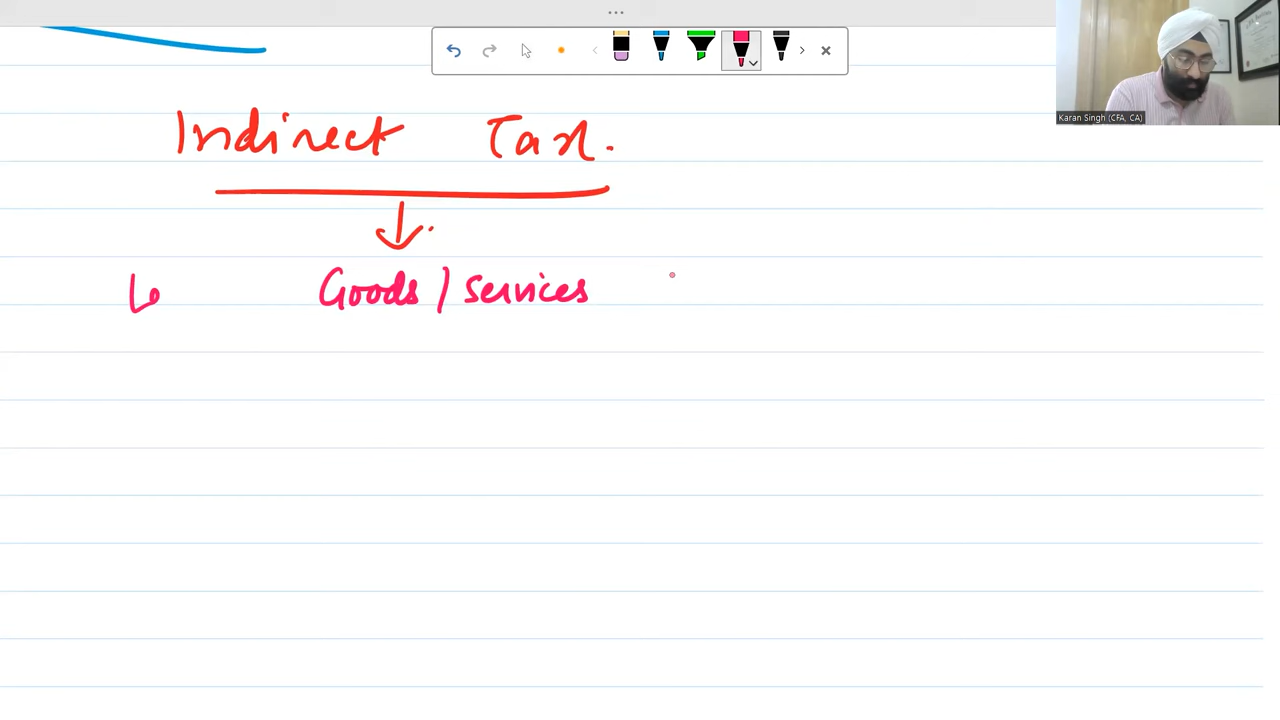 Karan Singh (CFA, CA)
Indirect Tax.
Goods / Services